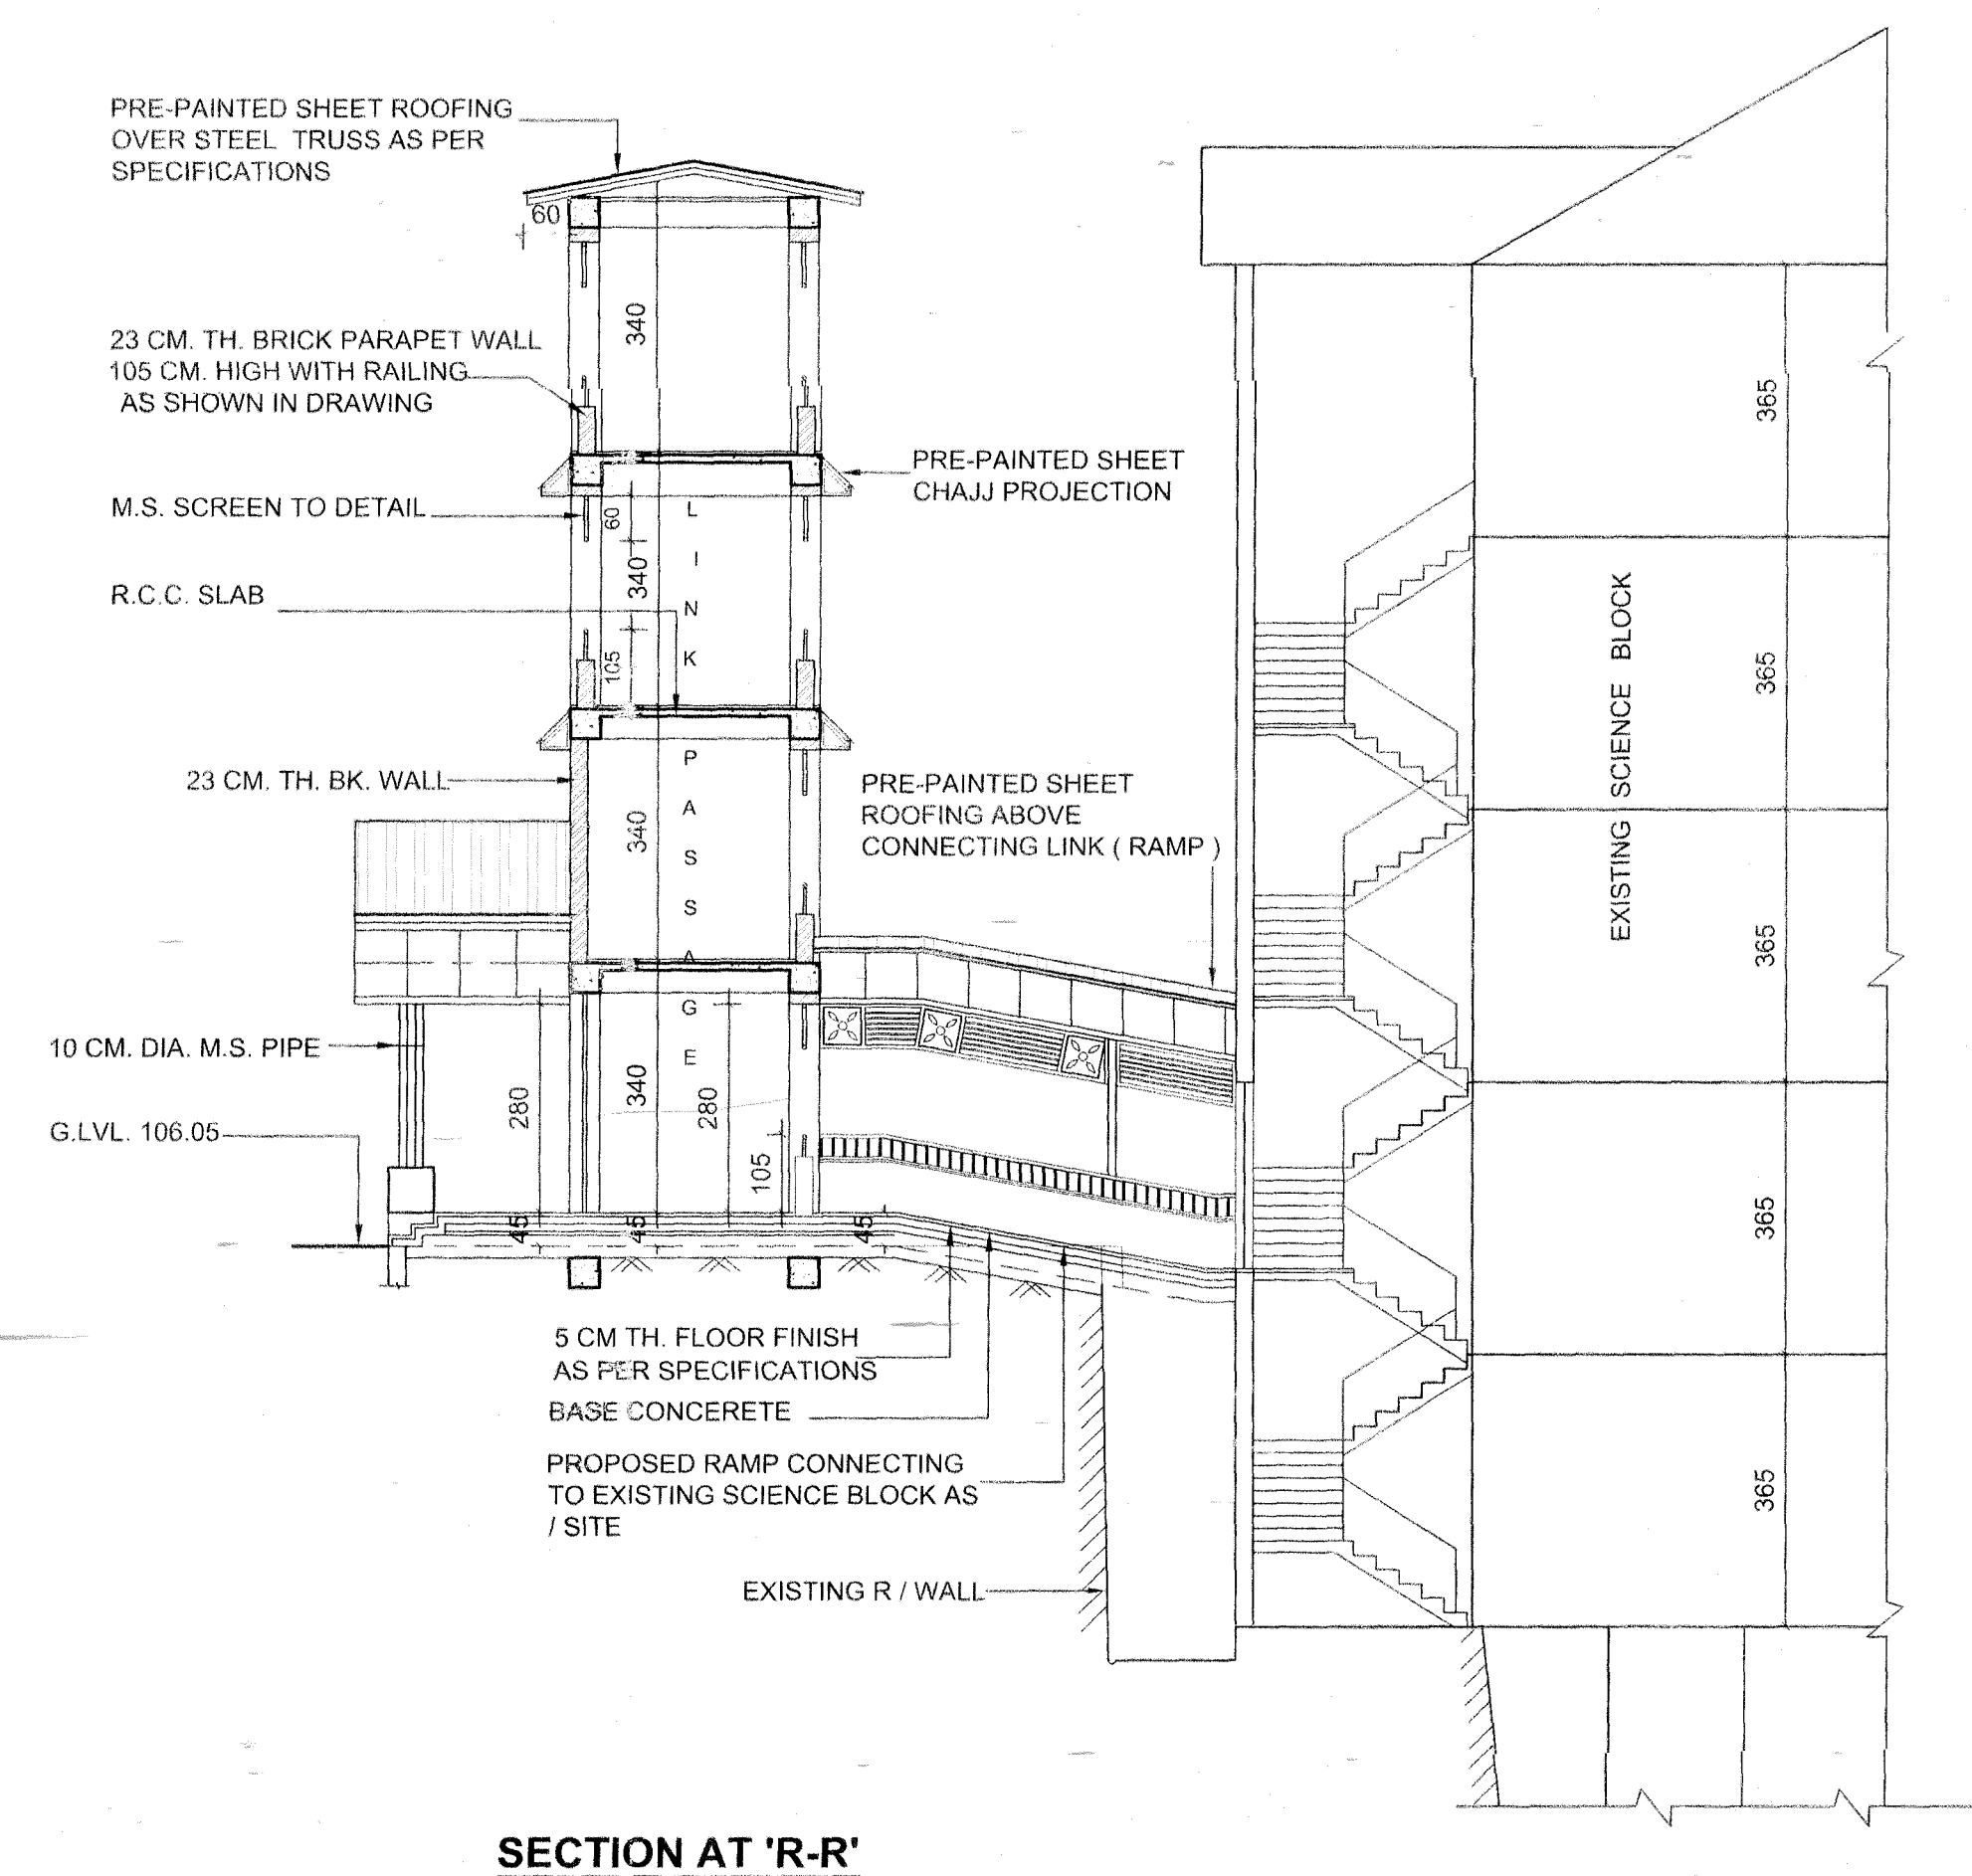 PRE-PAINTED SHEET ROOFING
OVER STEEL TRUSS AS PER
SPECIFICATIONS
60
340
23 CM. TH. BRICK PARAPET WALL
105 CM. HIGH WITH RAILING
AS SHOWN IN DRAWING
PRE-PAINTED SHEET
CHAJJ PROJECTION
M.S. SCREEN TO DETAIL
60
340
105
R.C.C. SLAB
LINK PASSAGE
23 CM. TH. BK. WALL
340
PRE-PAINTED SHEET
ROOFING ABOVE
CONNECTING LINK ( RAMP )
10 CM. DIA. M.S. PIPE
280
340
280
105
G.LVL. 106.05
45
45
45
5 CM TH. FLOOR FINISH
AS PER SPECIFICATIONS
BASE CONCERETE
PROPOSED RAMP CONNECTING
TO EXISTING SCIENCE BLOCK AS
/ SITE
EXISTING R / WALL
EXISTING SCIENCE BLOCK
365
365
365
365
365
SECTION AT 'R-R'